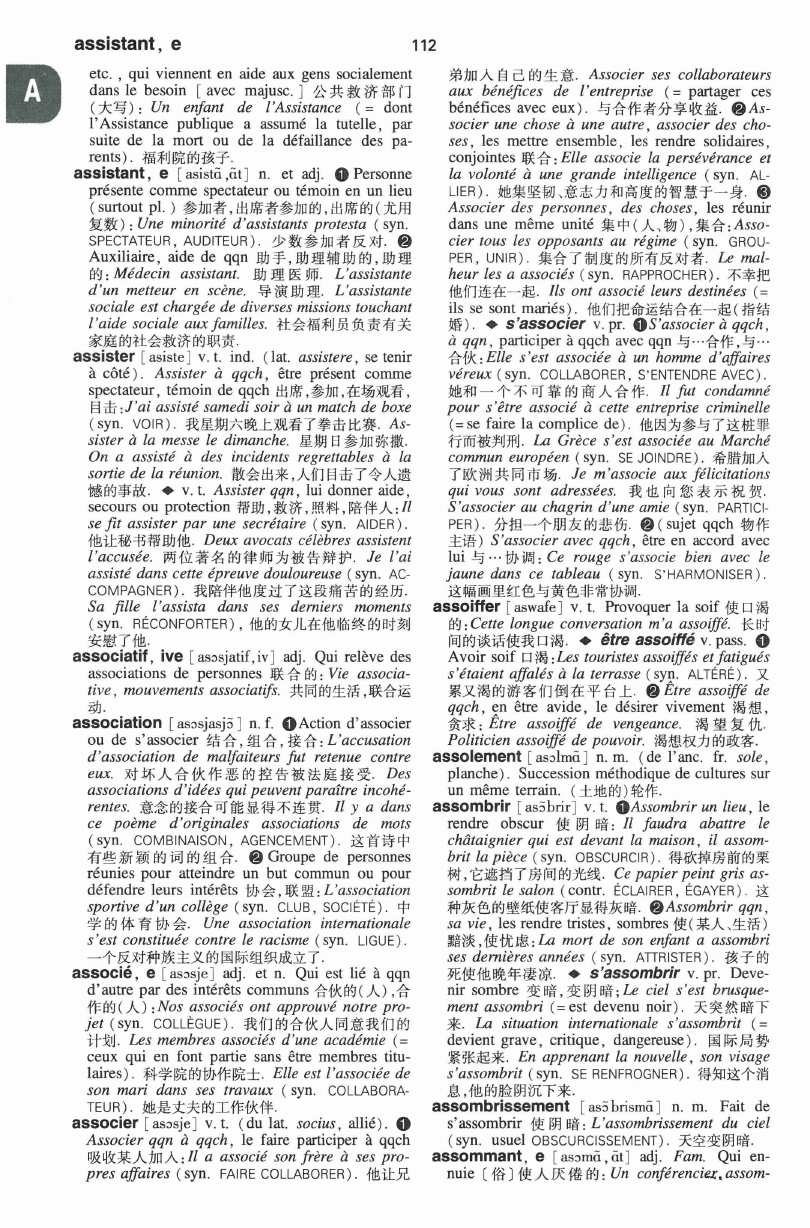 assistant, e
112
A
etc. , qui viennent en aide aux gens socialement
dans le besoin [ avec majusc. ] 公共救济部门
(大写) : Un enfant de l'Assistance ( = dont
l'Assistance publique a assumé la tutelle, par
suite de la mort ou de la défaillance des pa-
rents) . 福利院的孩子.
assistant, e [asistɑ̃,ɑ̃t] n. et adj. ❶ Personne
présente comme spectateur ou témoin en un lieu
( surtout pl. ) 参加者,出席者参加的,出席的(尤用
复数) : Une minorité d'assistants protesta ( syn.
SPECTATEUR, AUDITEUR) . 少数参加者反对. ❷
Auxiliaire, aide de qqn 助手,助理辅助的,助理
的: Médecin assistant. 助理医师. L'assistante
d'un metteur en scène. 导演助理. L'assistante
sociale est chargée de diverses missions touchant
l'aide sociale aux familles. 社会福利员负责有关
家庭的社会救济的职责.
assister [asiste] v. t. ind. (lat. assistere, se tenir
à côté) . Assister à qqch, être présent comme
spectateur, témoin de qqch 出席,参加,在场观看,
目击:J'ai assisté samedi soir à un match de boxe
( syn. VOIR) . 我星期六晚上观看了拳击比赛. As-
sister à la messe le dimanche. 星期日参加弥撒.
On a assisté à des incidents regrettables à la
sortie de la réunion. 散会出来,人们目击了令人遗
憾的事故. ◆ v. t. Assister qqn, lui donner aide,
secours ou protection 帮助,救济,照料,陪伴人:Il
se fit assister par une secrétaire ( syn. AIDER) .
他让秘书帮助他. Deux avocats célèbres assistent
l'accusée. 两位著名的律师为被告辩护. Je l'ai
assisté dans cette épreuve douloureuse ( syn. AC-
COMPAGNER) . 我陪伴他度过了这段痛苦的经历.
Sa fille l'assista dans ses derniers moments
( syn. RÉCONFORTER) , 他的女儿在他临终的时刻
安慰了他.
associatif, ive [asɔsjatif,iv] adj. Qui relève des
associations de personnes 联合的: Vie associa-
tive, mouvements associatifs. 共同的生活,联合运
动.
association [asɔsjasjɔ̃] n. f. ❶Action d'associer
ou de s'associer 结合,组合,接合: L'accusation
d'association de malfaiteurs fut retenue contre
eux. 对坏人合伙作恶的控告被法庭接受. Des
associations d'idées qui peuvent paraître incohé-
rentes. 意念的接合可能显得不连贯. Il y a dans
ce poème d'originales associations de mots
( syn. COMBINAISON, AGENCEMENT) . 这首诗中
有些新颖的词的组合. ❷ Groupe de personnes
réunies pour atteindre un but commun ou pour
défendre leurs intérêts 协会,联盟: L'association
sportive d'un collège ( syn. CLUB, SOCIÉTÉ) . 中
学的体育协会. Une association internationale
s'est constituée contre le racisme ( syn. LIGUE) .
一个反对种族主义的国际组织成立了.
associé, e [asɔsje] adj. et n. Qui est lié à qqn
d'autre par des intérêts communs 合伙的(人) ,合
作的(人) :Nos associés ont approuvé notre pro-
jet ( syn. COLLÈGUE) . 我们的合伙人同意我们的
计划. Les membres associés d'une académie (=
ceux qui en font partie sans être membres titu-
laires) . 科学院的协作院士. Elle est l'associée de
son mari dans ses travaux ( syn. COLLABORA-
TEUR) . 她是丈夫的工作伙伴.
associer [asɔsje] v. t. (du lat. socius, allié) . ❶
Associer qqn à qqch, le faire participer à qqch
吸收某人加入: Il a associé son frère à ses pro-
pres affaires ( syn. FAIRE COLLABORER) . 他让兄
弟加入自己的生意. Associer ses collaborateurs
aux bénéfices de l'entreprise ( = partager ces
bénéfices avec eux) . 与合作者分享收益. ❷As-
socier une chose à une autre, associer des cho-
ses, les mettre ensemble, les rendre solidaires,
conjointes 联合:Elle associe la persévérance et
la volonté à une grande intelligence ( syn. AL-
LIER) . 她集坚韧、意志力和高度的智慧于一身. ❸
Associer des personnes, des choses, les réunir
dans une même unité 集中(人、物) ,集合:Asso-
cier tous les opposants au régime ( syn. GROU-
PER, UNIR) . 集合了制度的所有反对者. Le mal-
heur les a associés ( syn. RAPPROCHER) . 不幸把
他们连在一起. Ils ont associé leurs destinées (=
ils se sont mariés) . 他们把命运结合在一起(指结
婚) . ◆ s'associer v. pr. ❶S'associer à qqch,
à qqn, participer à qqch avec qqn 与…合作,与…
合伙:Elle s'est associée à un homme d'affaires
véreux ( syn. COLLABORER, S'ENTENDRE AVEC) .
她和一个不可靠的商人合作. Il fut condamné
pour s'être associé à cette entreprise criminelle
(= se faire la complice de) . 他因为参与了这桩罪
行而被判刑. La Grèce s'est associée au Marché
commun européen ( syn. SE JOINDRE) . 希腊加入
了欧洲共同市场. Je m'associe aux félicitations
qui vous sont adressées. 我也向您表示祝贺.
S'associer au chagrin d'une amie ( syn. PARTICI-
PER) . 分担一个朋友的悲伤. ❷ (sujet qqch 物作
主语) S'associer avec qqch, être en accord avec
lui 与…协调: Ce rouge s'associe bien avec le
jaune dans ce tableau ( syn. S'HARMONISER) .
这幅画里红色与黄色非常协调.
assoiffer [aswafe] v. t. Provoquer la soif 使口渴
的:Cette longue conversation m'a assoiffé. 长时
间的谈话使我口渴. ◆ être assoiffé v. pass. ❶
Avoir soif 口渴:Les touristes assoiffés et fatigués
s'étaient affalés à la terrasse ( syn. ALTÉRÉ) . 又
累又渴的游客们倒在平台上. ❷ Être assoiffé de
qqch, en être avide, le désirer vivement 渴想,
贪求: Être assoiffé de vengeance. 渴望复仇.
Politicien assoiffé de pouvoir. 渴想权力的政客.
assolement [asɔlmɑ̃] n. m. (de l'anc. fr. sole,
planche) . Succession méthodique de cultures sur
un même terrain. (土地的)轮作.
assombrir [asɔ̃brir] v. t. ❶Assombrir un lieu, le
rendre obscur 使阴暗: Il faudra abattre le
châtaignier qui est devant la maison, il assom-
brit la pièce ( syn. OBSCURCIR) . 得砍掉房前的栗
树,它遮挡了房间的光线. Ce papier peint gris as-
sombrit le salon ( contr. ÉCLAIRER, ÉGAYER) . 这
种灰色的壁纸使客厅显得灰暗. ❷Assombrir qqn,
sa vie, les rendre tristes, sombres 使(某人、生活)
黯淡,使忧虑: La mort de son enfant a assombri
ses dernières années ( syn. ATTRISTER) . 孩子的
死使他晚年凄凉. ◆ s'assombrir v. pr. Deve-
nir sombre 变暗,变阴暗; Le ciel s'est brusque-
ment assombri (= est devenu noir) . 天突然暗下
来. La situation internationale s'assombrit ( =
devient grave, critique, dangereuse) . 国际局势
紧张起来. En apprenant la nouvelle, son visage
s'assombrit ( syn. SE RENFROGNER) . 得知这个消
息,他的脸阴沉下来.
assombrissement [asɔ̃brismɑ̃] n. m. Fait de
s'assombrir 使阴暗: L'assombrissement du ciel
( syn. usuel OBSCURCISSEMENT) . 天空变阴暗.
assommant, e [asɔmɑ̃, ɑ̃t] adj. Fam. Qui en-
nuie 〔俗〕使人厌倦的: Un conférencier assom-